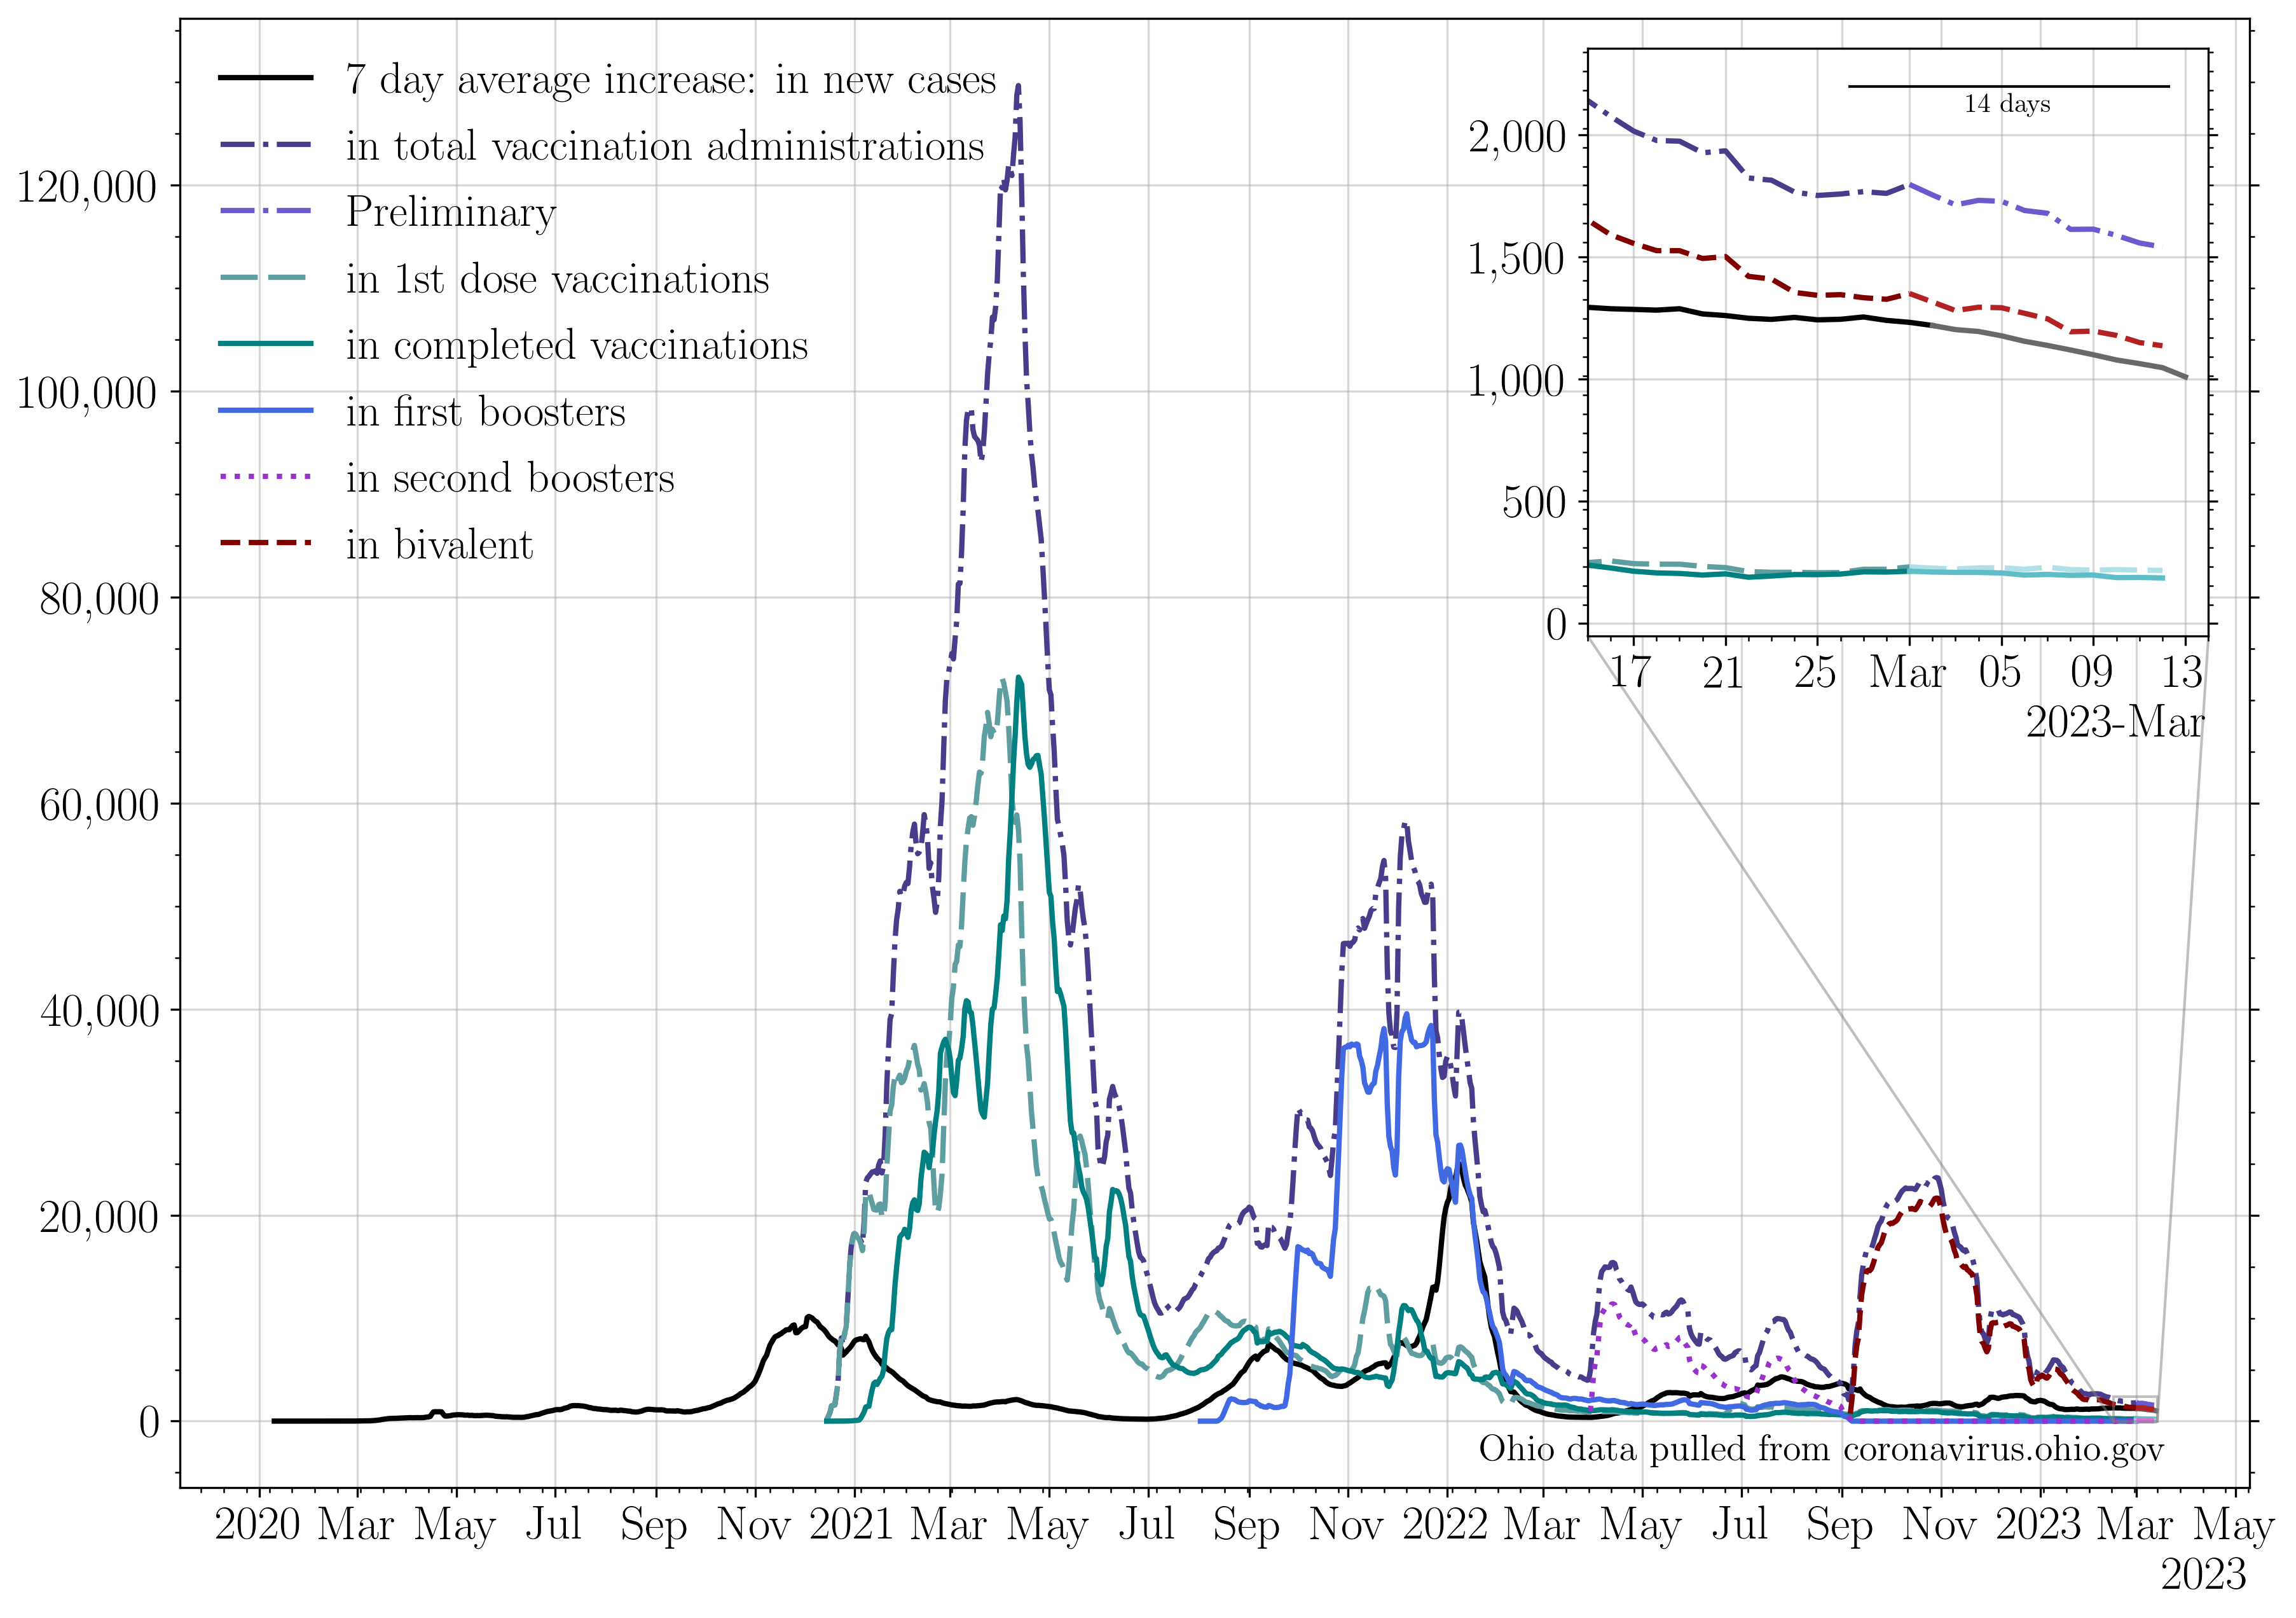 7 day average increase: in new cases
in total vaccination administrations
Preliminary
in 1st dose vaccinations
in completed vaccinations
in first boosters
in second boosters
in bivalent
120,000
100,000
80,000
60,000
40,000
20,000
0
14 days
2,000
1,500
1,000
500
0
17 21 25 Mar 05 09 13
2023-Mar
Ohio data pulled from coronavirus.ohio.gov
2020 Mar May Jul Sep Nov 2021 Mar May Jul Sep Nov 2022 Mar May Jul Sep Nov 2023 Mar May
2023